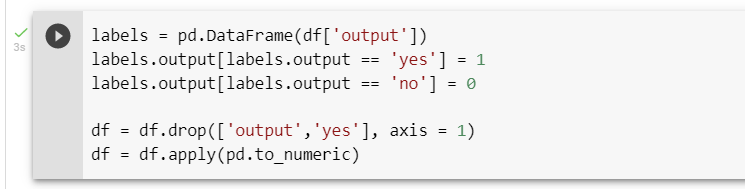 3s
labels = pd.DataFrame(df['output'])
labels.output[labels.output == 'yes'] = 1
labels.output[labels.output == 'no'] = 0
df = df.drop(['output','yes'], axis = 1)
df = df.apply(pd.to_numeric)